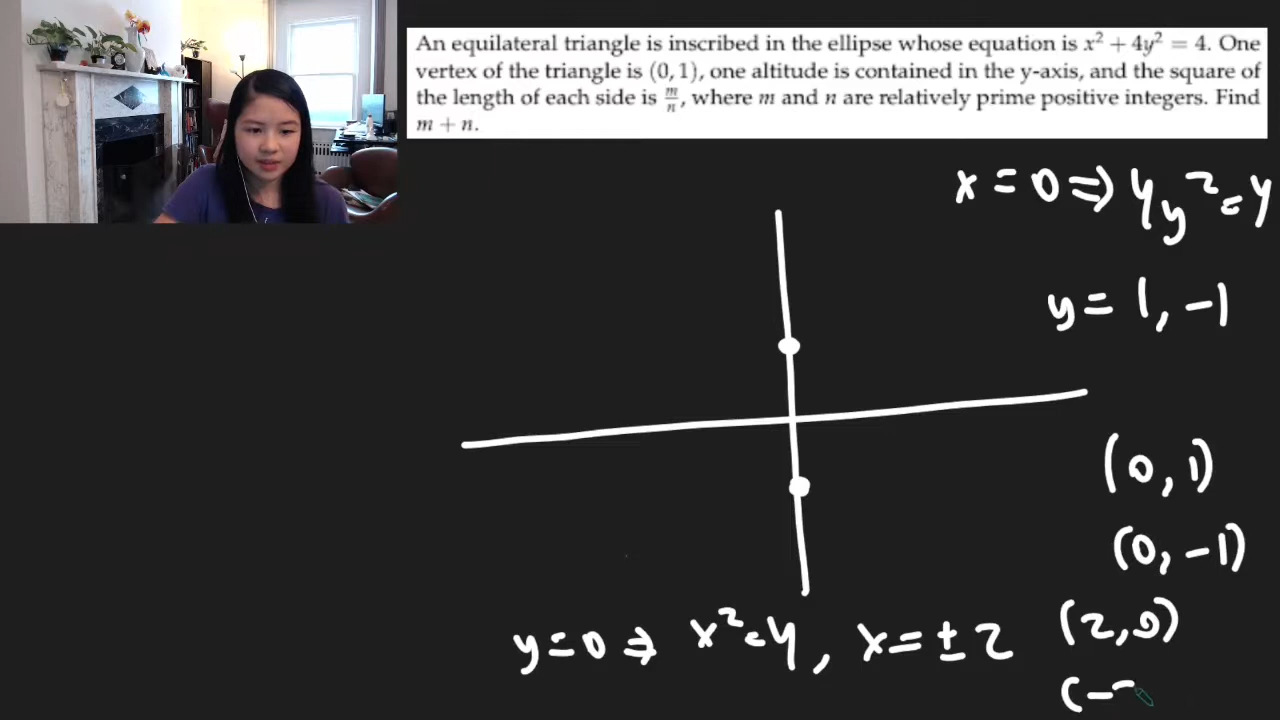 An equilateral triangle is inscribed in the ellipse whose equation is x² + 4y² = 4. One
vertex of the triangle is (0, 1), one altitude is contained in the y-axis, and the square of
the length of each side is m/n, where m and n are relatively prime positive integers. Find
m + n.
x = 0 ⇒ 4y² = 4
y = 1, -1
(0, 1)
(0, -1)
y = 0 ⇒ x² = 4, x = ± 2
(2, 0)
(-2